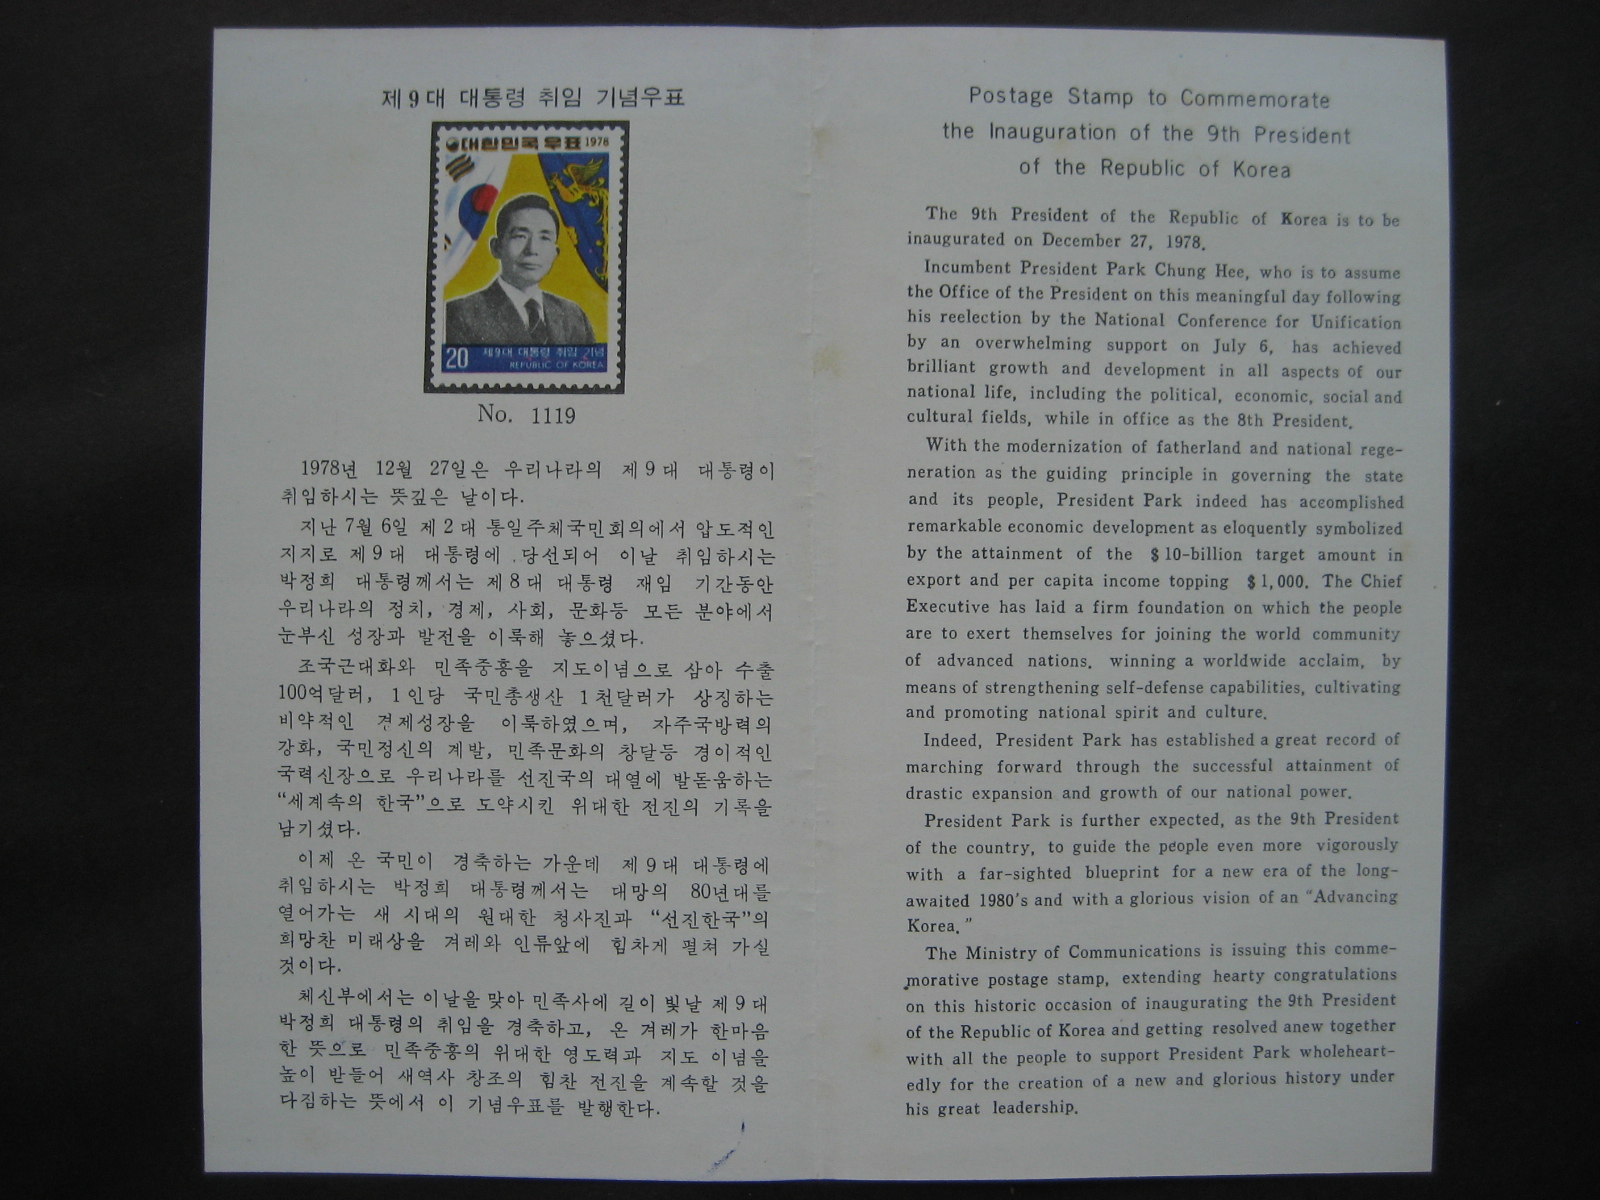 제9대 대통령 취임 기념우표
대한민국우표 1978
20 제9대 대통령 취임 기념
REPUBLIC OF KOREA
No. 1119
1978년 12월 27일은 우리나라의 제9대 대통령이
취임하시는 뜻깊은 날이다.
지난 7월 6일 제2대 통일주체국민회의에서 압도적인
지지로 제9대 대통령에 당선되어 이날 취임하시는
박정희 대통령께서는 제8대 대통령 재임 기간동안
우리나라의 정치, 경제, 사회, 문화등 모든 분야에서
눈부신 성장과 발전을 이룩해 놓으셨다.
조국근대화와 민족중흥을 지도이념으로 삼아 수출
100억달러, 1인당 국민총생산 1천달러가 상징하는
비약적인 경제성장을 이룩하였으며, 자주국방력의
강화, 국민정신의 계발, 민족문화의 창달등 경이적인
국력신장으로 우리나라를 선진국의 대열에 발돋움하는
“세계속의 한국”으로 도약시킨 위대한 전진의 기록을
남기셨다.
이제 온 국민이 경축하는 가운데 제9대 대통령에
취임하시는 박정희 대통령께서는 대망의 80년대를
열어가는 새 시대의 원대한 청사진과 “선진한국”의
희망찬 미래상을 겨레와 인류앞에 힘차게 펼쳐 가실
것이다.
체신부에서는 이날을 맞아 민족사에 길이 빛날 제9대
박정희 대통령의 취임을 경축하고, 온 겨레가 한마음
한 뜻으로 민족중흥의 위대한 영도력과 지도 이념을
높이 받들어 새역사 창조의 힘찬 전진을 계속할 것을
다짐하는 뜻에서 이 기념우표를 발행한다.
Postage Stamp to Commemorate
the Inauguration of the 9th President
of the Republic of Korea
The 9th President of the Republic of Korea is to be
inaugurated on December 27, 1978.
Incumbent President Park Chung Hee, who is to assume
the Office of the President on this meaningful day following
his reelection by the National Conference for Unification
by an overwhelming support on July 6, has achieved
brilliant growth and development in all aspects of our
national life, including the political, economic, social and
cultural fields, while in office as the 8th President.
With the modernization of fatherland and national rege-
neration as the guiding principle in governing the state
and its people, President Park indeed has accomplished
remarkable economic development as eloquently symbolized
by the attainment of the $10-billion target amount in
export and per capita income topping $1,000. The Chief
Executive has laid a firm foundation on which the people
are to exert themselves for joining the world community
of advanced nations. winning a worldwide acclaim, by
means of strengthening self-defense capabilities, cultivating
and promoting national spirit and culture.
Indeed, President Park has established a great record of
marching forward through the successful attainment of
drastic expansion and growth of our national power.
President Park is further expected, as the 9th President
of the country, to guide the people even more vigorously
with a far-sighted blueprint for a new era of the long-
awaited 1980's and with a glorious vision of an “Advancing
Korea.”
The Ministry of Communications is issuing this comme-
morative postage stamp, extending hearty congratulations
on this historic occasion of inaugurating the 9th President
of the Republic of Korea and getting resolved anew together
with all the people to support President Park wholeheart-
edly for the creation of a new and glorious history under
his great leadership.